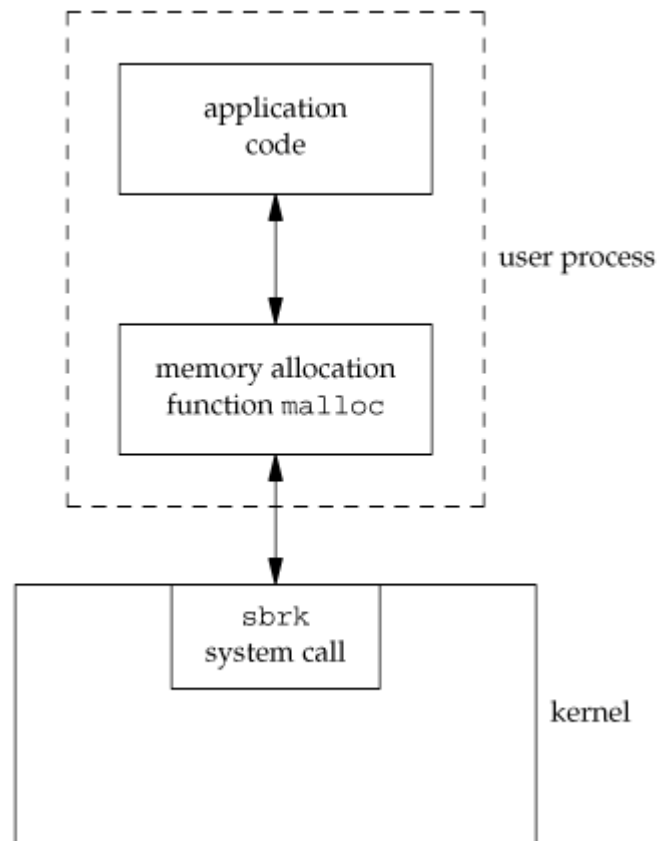 application
code
user process
memory allocation
function malloc
sbrk
system call
kernel